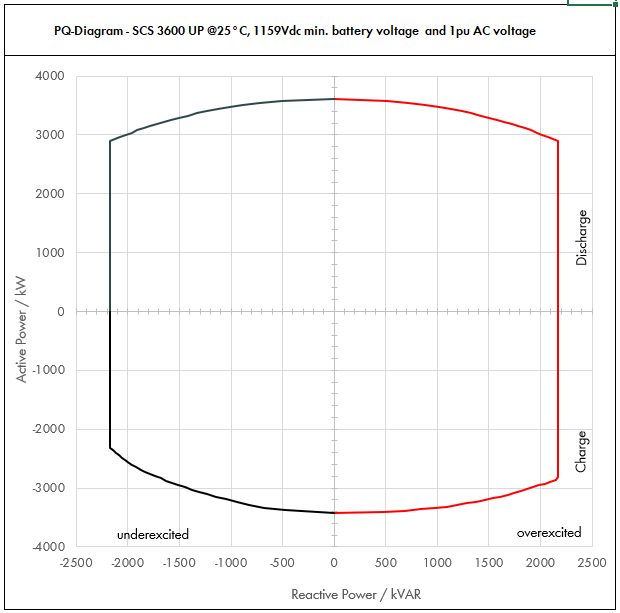 PQ-Diagram - SCS 3600 UP @25°C, 1159Vdc min. battery voltage and 1pu AC voltage
4000
3000
2000
1000
0
-1000
-2000
-3000
-4000
Active Power / kW
Discharge
Charge
underexcited
overexcited
-2500 -2000 -1500 -1000 -500 0 500 1000 1500 2000 2500
Reactive Power / kVAR